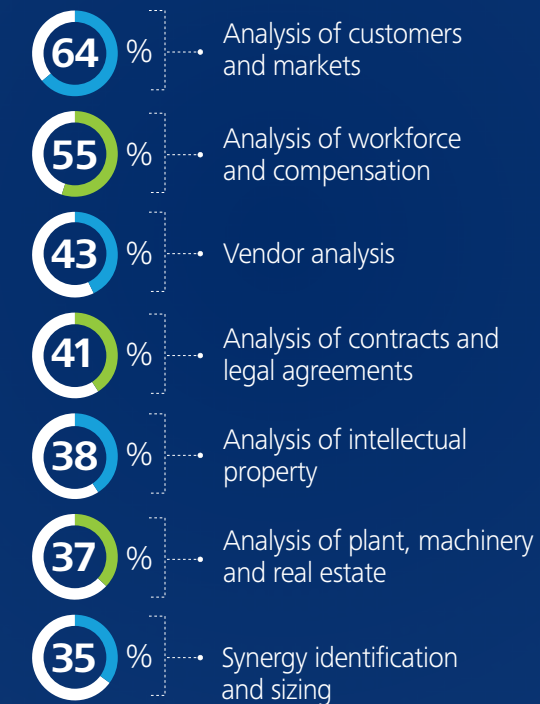 64 %
Analysis of customers
and markets
55 %
Analysis of workforce
and compensation
43 %
Vendor analysis
41 %
Analysis of contracts and
legal agreements
38 %
Analysis of intellectual
property
37 %
Analysis of plant, machinery
and real estate
35 %
Synergy identification
and sizing